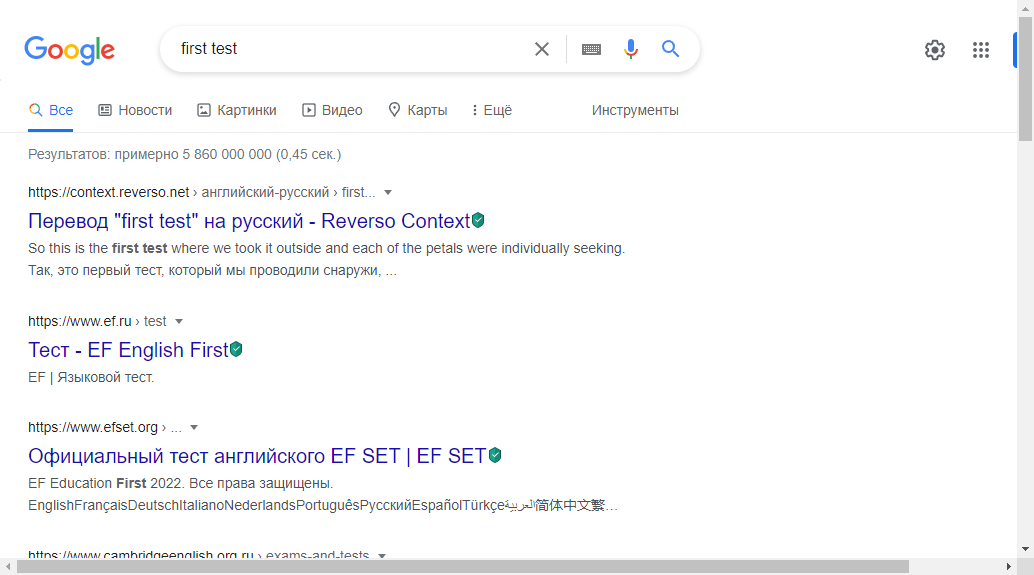 Google
first test
Все Новости Картинки Видео Карты Ещё Инструменты
Результатов: примерно 5 860 000 000 (0,45 сек.)
https://context.reverso.net › английский-русский › first...
Перевод "first test" на русский - Reverso Context
So this is the first test where we took it outside and each of the petals were individually seeking.
Так, это первый тест, который мы проводили снаружи, ...
https://www.ef.ru › test
Тест - EF English First
EF | Языковой тест.
https://www.efset.org › ...
Официальный тест английского EF SET | EF SET
EF Education First 2022. Все права защищены.
EnglishFrançaisDeutschItalianoNederlandsPortuguêsРусскийEspañolTürkçeالعربية简体中文繁…
https://www.cambridgeenglish.org.ru › exams-and-tests